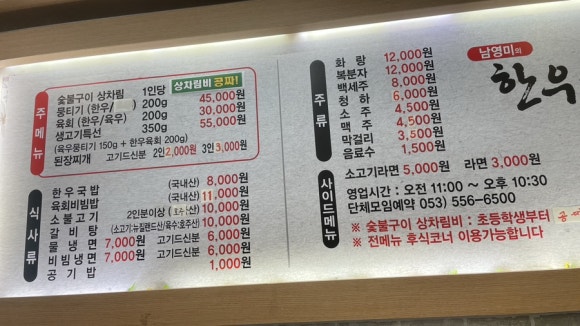 주메뉴
숯불구이 상차림 1인당 상차림비 공짜!
뭉티기 (한우/ ) 200g 45,000원
육회 (한우/육우) 200g 30,000원
생고기특선 350g 55,000원
(육우뭉티기 150g + 한우육회 200g)
된장찌개 고기드신분 2인2,000원 3인3,000원
식사류
한우국밥 (국내산) 8,000원
육회비빔밥 (국내산) 11,000원
소불고기 2인분이상 (호주산) 10,000원
갈비탕 (소고기:뉴질랜드산/육수:호주산) 10,000원
물냉면 7,000원 고기드신분 6,000원
비빔냉면 7,000원 고기드신분 6,000원
공기밥 1,000원
주류
화랑 12,000원
복분자 12,000원
백세주 8,000원
청하 6,000원
소주 4,500원
맥주 4,500원
막걸리 3,500원
음료수 1,500원
사이드메뉴
소고기라면 5,000원 라면 3,000원
영업시간 : 오전 11:00 ~ 오후 10:30
단체모임예약 053) 556-6500
※ 숯불구이 상차림비 : 초등학생부터
※ 전메뉴 후식코너 이용가능합니다
남영미의
한우